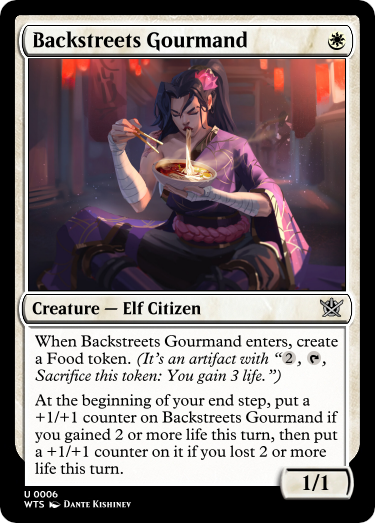 Backstreets Gourmand
Creature — Elf Citizen
When Backstreets Gourmand enters, create
a Food token. (It's an artifact with “2, T,
Sacrifice this token: You gain 3 life.”)
At the beginning of your end step, put a
+1/+1 counter on Backstreets Gourmand if
you gained 2 or more life this turn, then put
a +1/+1 counter on it if you lost 2 or more
life this turn.
1/1
U 0006
WTS Dante Kishinev